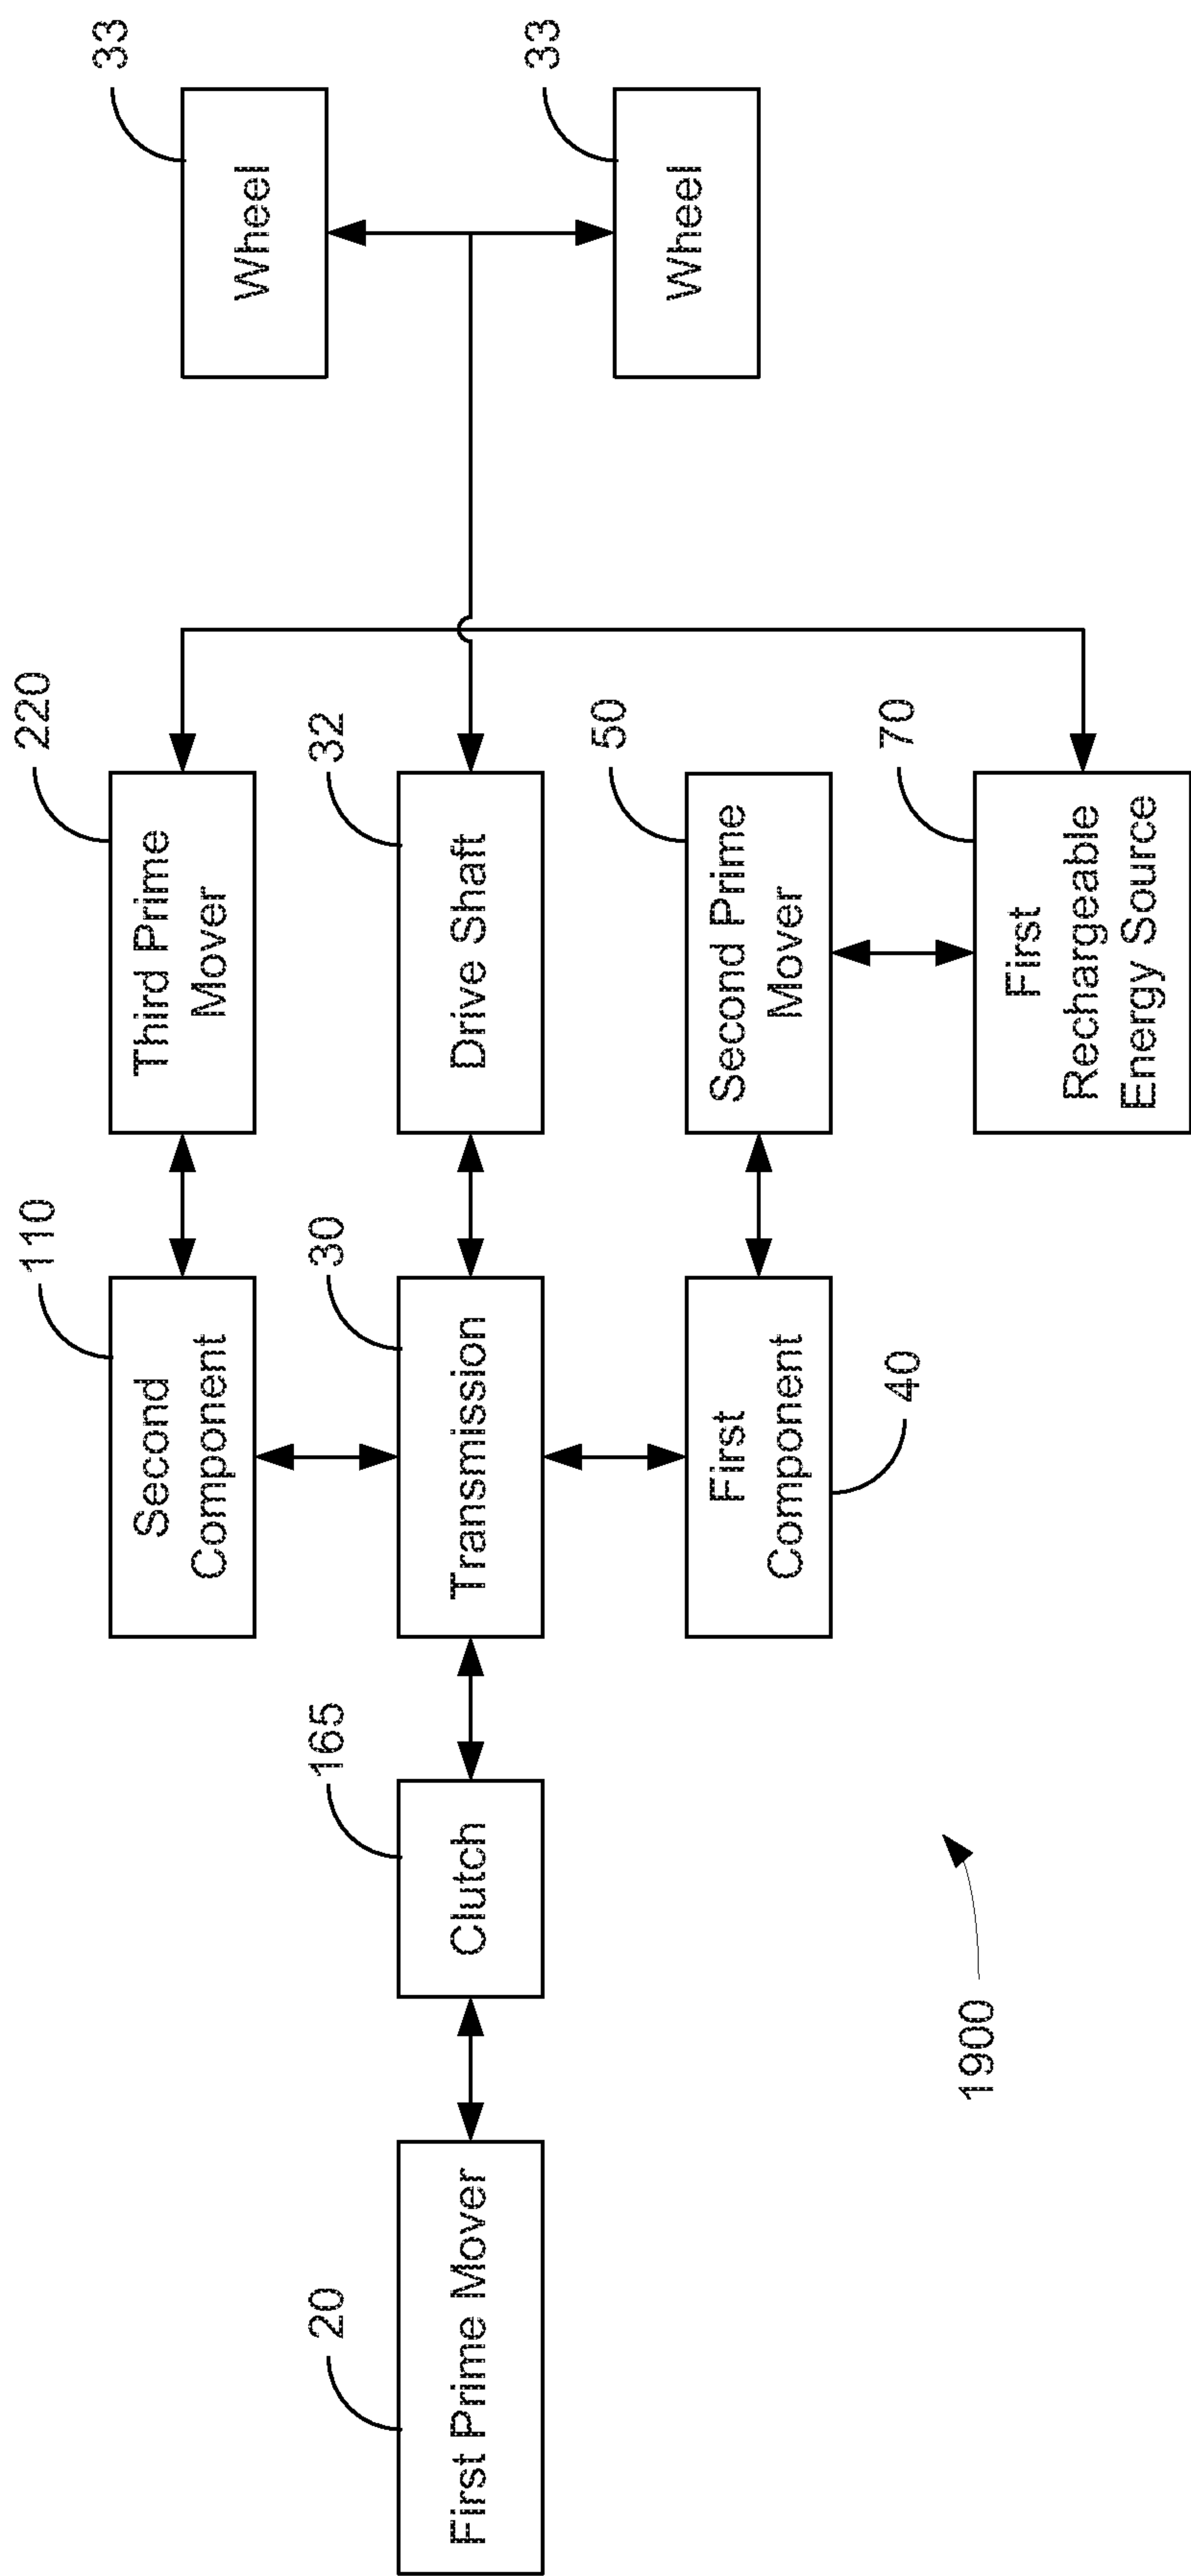 33
Wheel
33
Wheel
220
Third Prime
Mover
32
Drive Shaft
50
Second Prime
Mover
70
First
Rechargeable
Energy Source
110
Second
Component
30
Transmission
First
Component
40
165
Clutch
20
First Prime Mover
1900